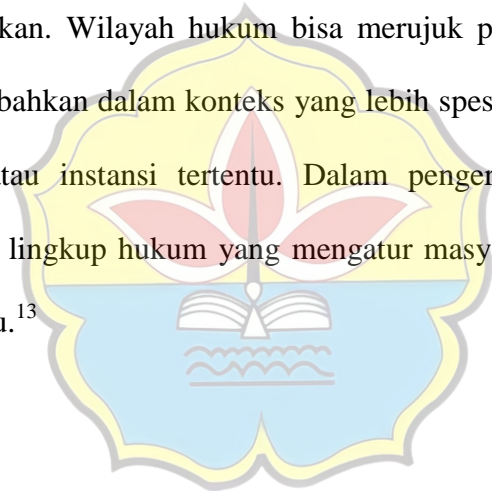 kan. Wilayah hukum bisa merujuk p
bahkan dalam konteks yang lebih spes
tau instansi tertentu. Dalam penger
lingkup hukum yang mengatur masy
u.¹³